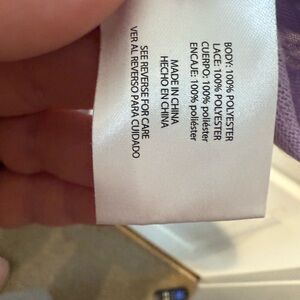 BODY: 100% POLYESTER
LACE: 100% POLYESTER
CUERPO: 100% poliéster
ENCAJE: 100% poliéster
MADE IN CHINA
HECHO EN CHINA
SEE REVERSE FOR CARE
VER AL REVERSO PARA CUIDADO